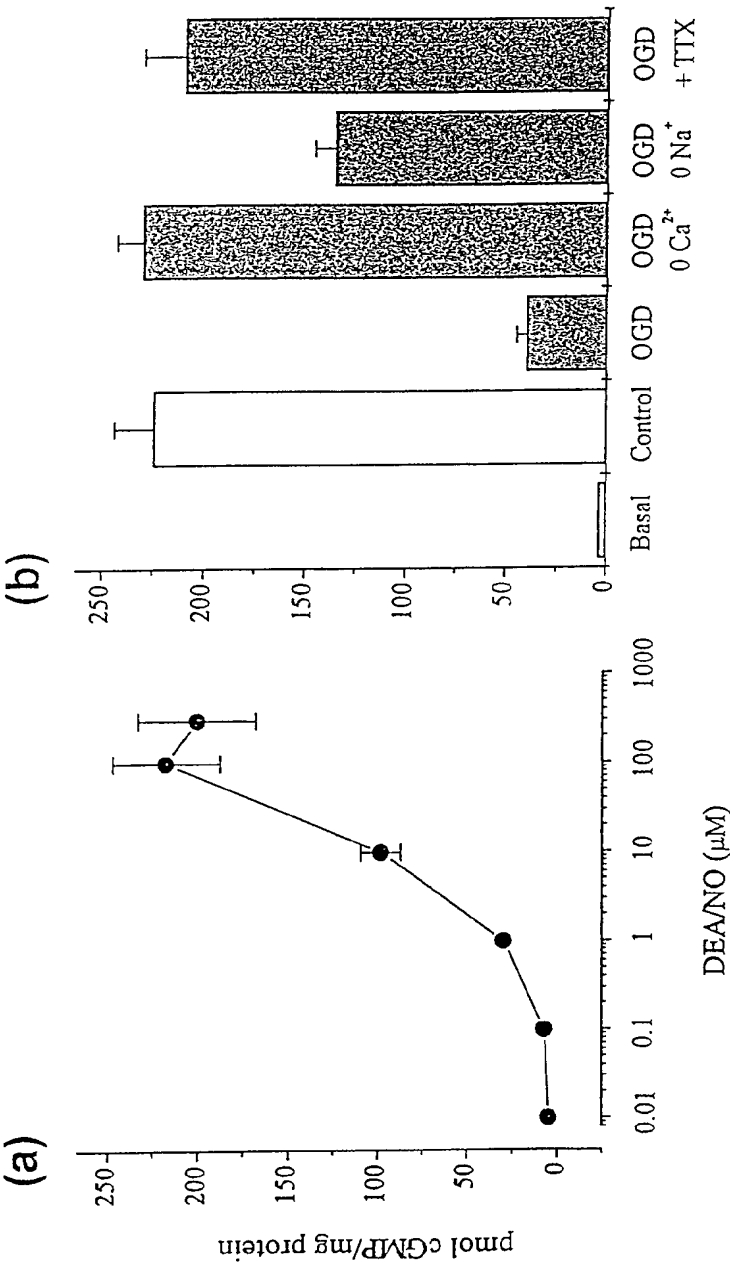 (a)
pmol cGMP/mg protein
250
200
150
100
50
0
0.01 0.1 1 10 100 1000
DEA/NO (µM)
(b)
250
200
150
100
50
0
Basal Control OGD OGD OGD OGD
0 Ca²⁺ 0 Na⁺ + TTX